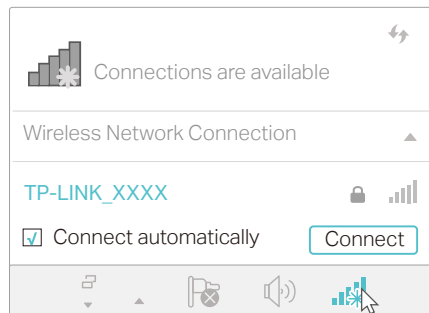 Connections are available
Wireless Network Connection
TP-LINK_XXXX
Connect automatically
Connect